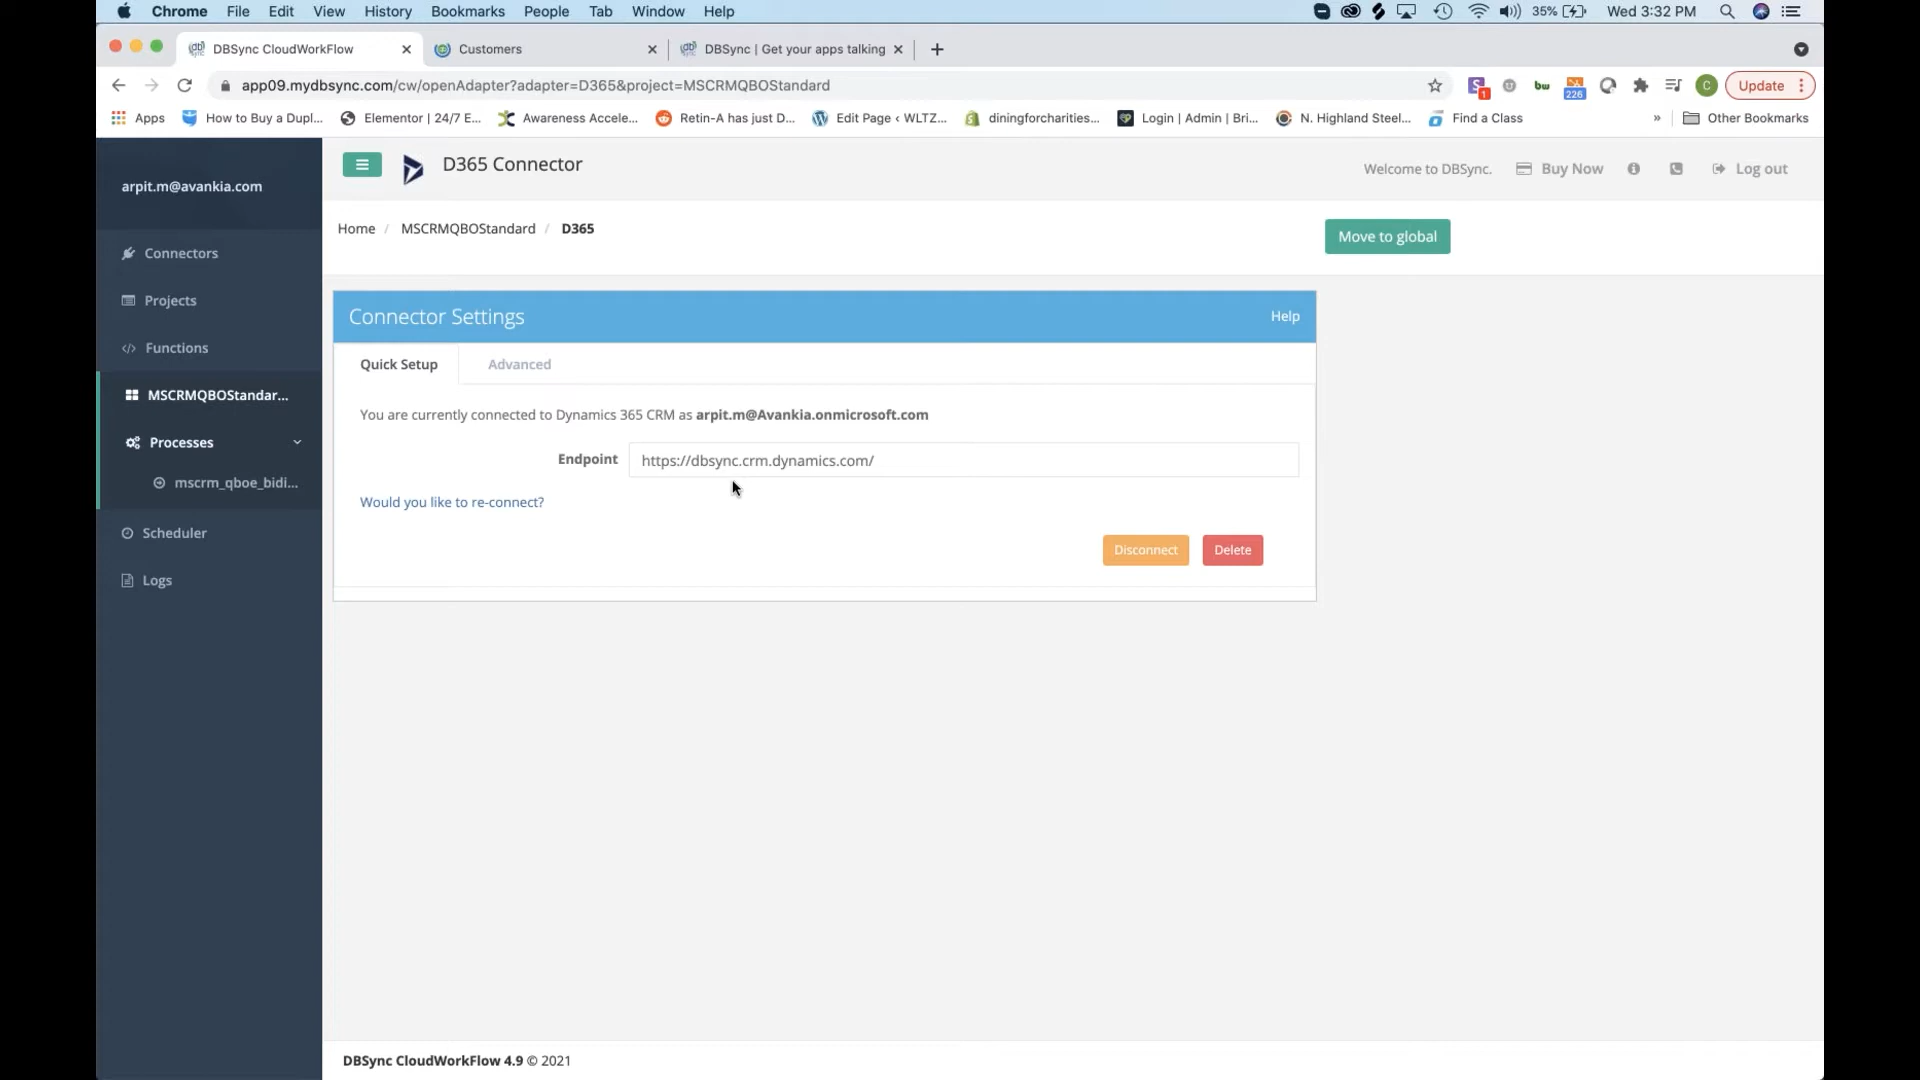 Chrome File Edit View History Bookmarks People Tab Window Help 35% Wed 3:32 PM
DBSync CloudWorkFlow Customers DBSync | Get your apps talking
app09.mydbsync.com/cw/openAdapter?adapter=D365&project=MSCRMQBOStandard 1 bw 226 C Update
Apps How to Buy a Dupl... Elementor | 24/7 E... Awareness Accele... Retin-A has just D... Edit Page ‹ WLTZ... diningforcharities... Login | Admin | Bri... N. Highland Steel... Find a Class » Other Bookmarks
D365 Connector
Welcome to DBSync. Buy Now Log out
arpit.m@avankia.com
Home / MSCRMQBOStandard / D365
Move to global
Connectors
Projects
Functions
MSCRMQBOStandar...
Processes
mscrm_qboe_bidi...
Scheduler
Logs
Connector Settings Help
Quick Setup Advanced
You are currently connected to Dynamics 365 CRM as arpit.m@Avankia.onmicrosoft.com
Endpoint https://dbsync.crm.dynamics.com/
Would you like to re-connect?
Disconnect Delete
DBSync CloudWorkFlow 4.9 © 2021